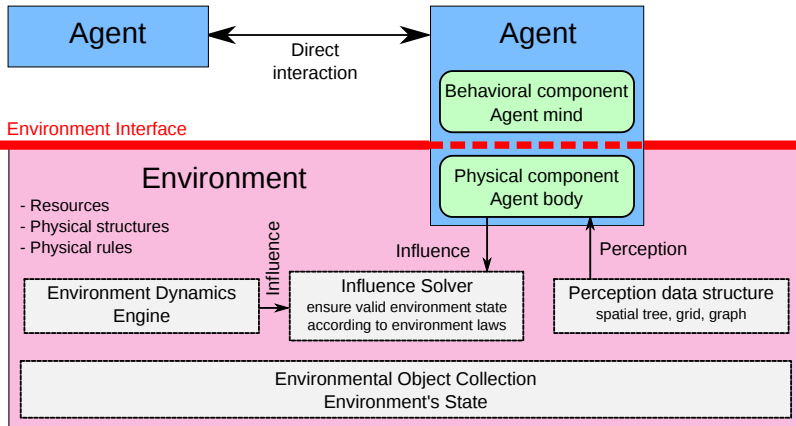 Agent
Agent
Direct
interaction
Behavioral component
Agent mind
Environment Interface
Environment
Physical component
Agent body
- Resources
- Physical structures
- Physical rules
Influence
Influence
Perception
Environment Dynamics
Engine
Influence Solver
ensure valid environment state
according to environment laws
Perception data structure
spatial tree, grid, graph
Environmental Object Collection
Environment's State